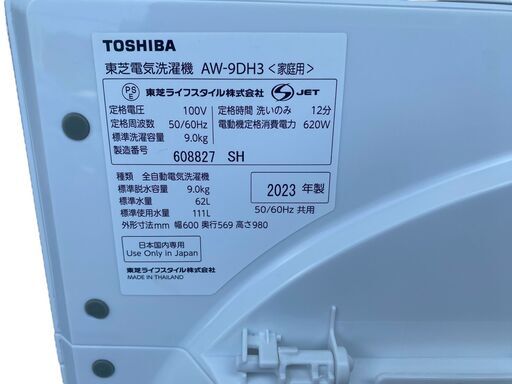 TOSHIBA
東芝電気洗濯機 AW-9DH3<家庭用>
PS E 東芝ライフスタイル株式会社 S JET
定格電圧 100V 定格時間 洗いのみ 12分
定格周波数 50/60Hz 電動機定格消費電力 620W
標準洗濯容量 9.0kg
製造番号 608827 SH
種類 全自動電気洗濯機
標準脱水容量 9.0kg 2023 年製
標準水量 62L
標準使用水量 111L 50/60Hz 共用
外形寸法mm 幅600 奥行569 高さ980
日本国内専用
Use Only in Japan
東芝ライフスタイル株式会社
MADE IN THAILAND